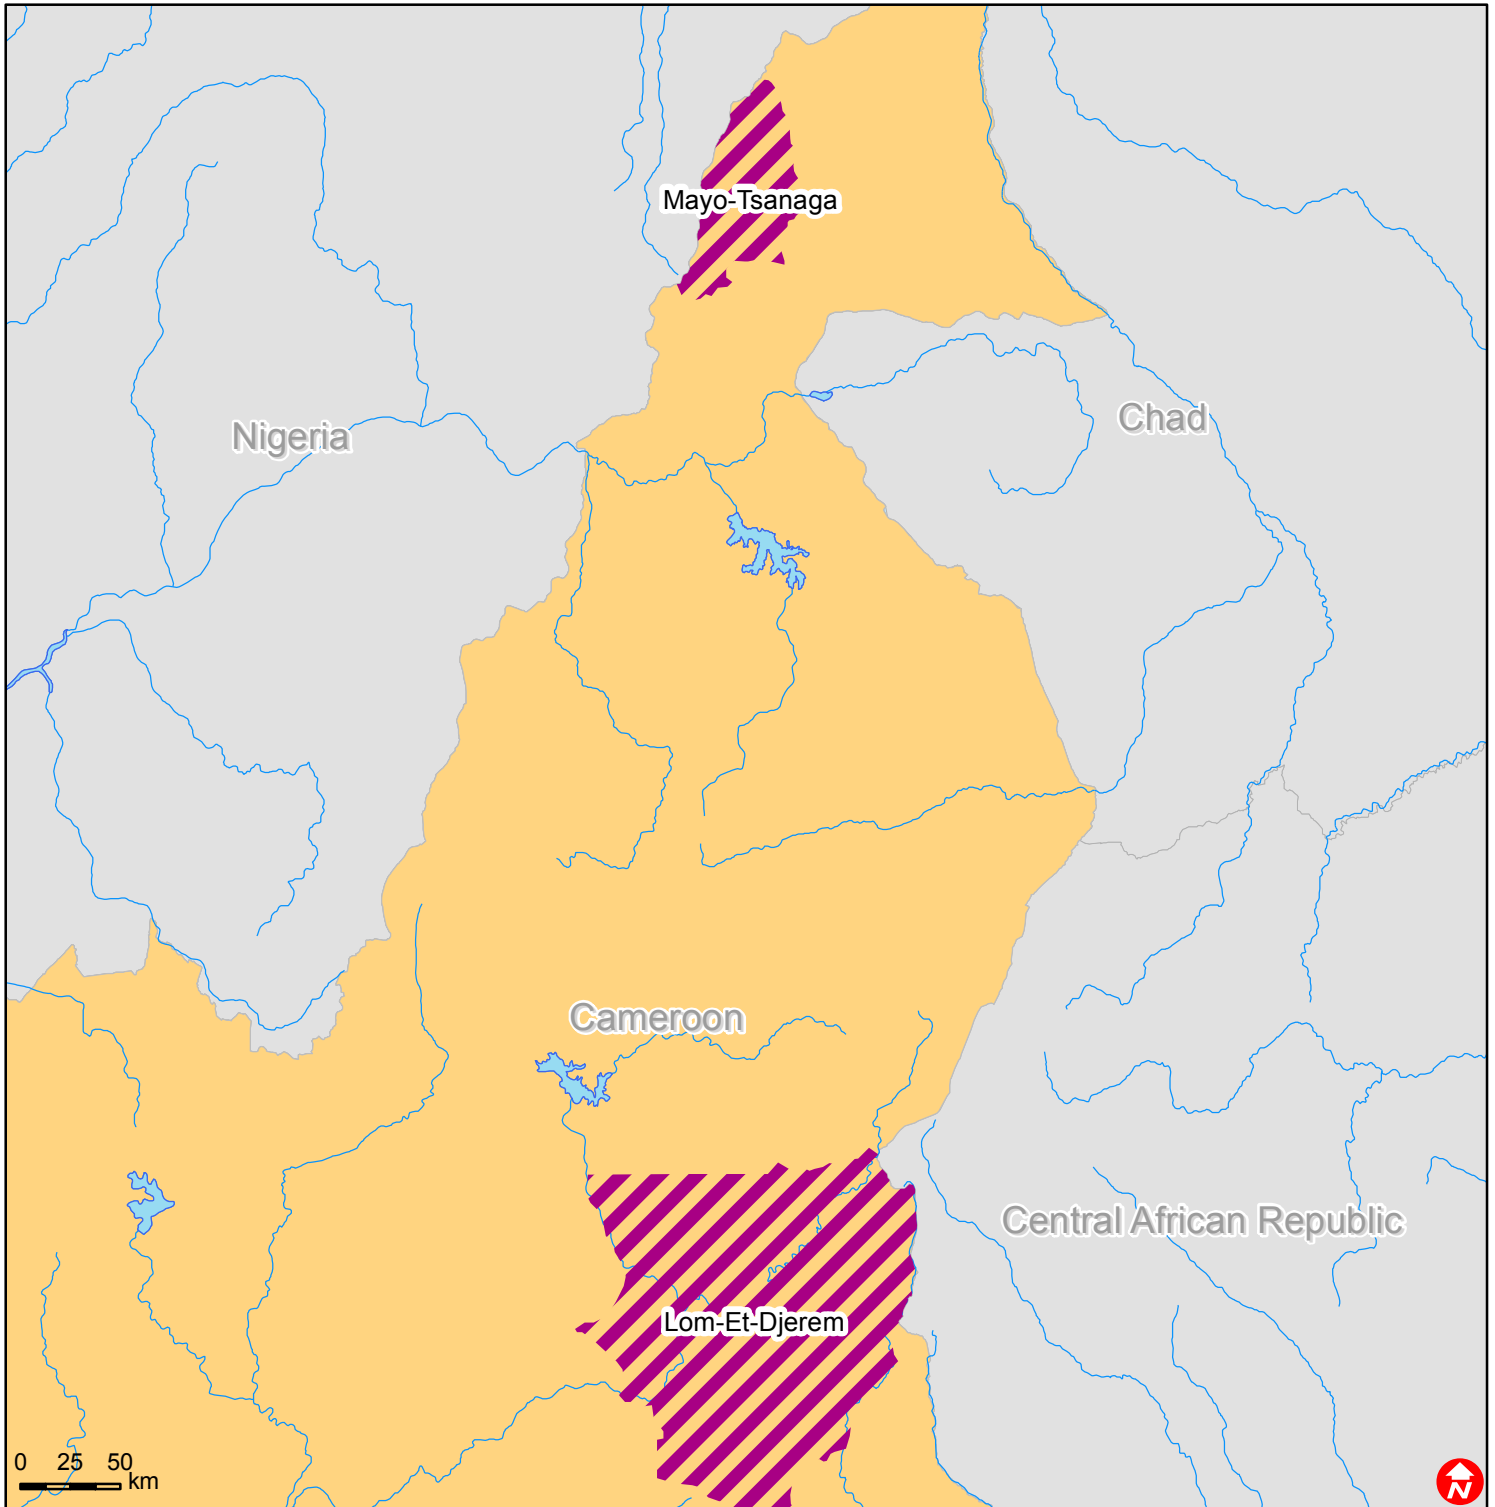 Mayo-Tsanaga
Nigeria
Chad
Cameroon
Central African Republic
Lom-Et-Djerem
0 25 50
km
N